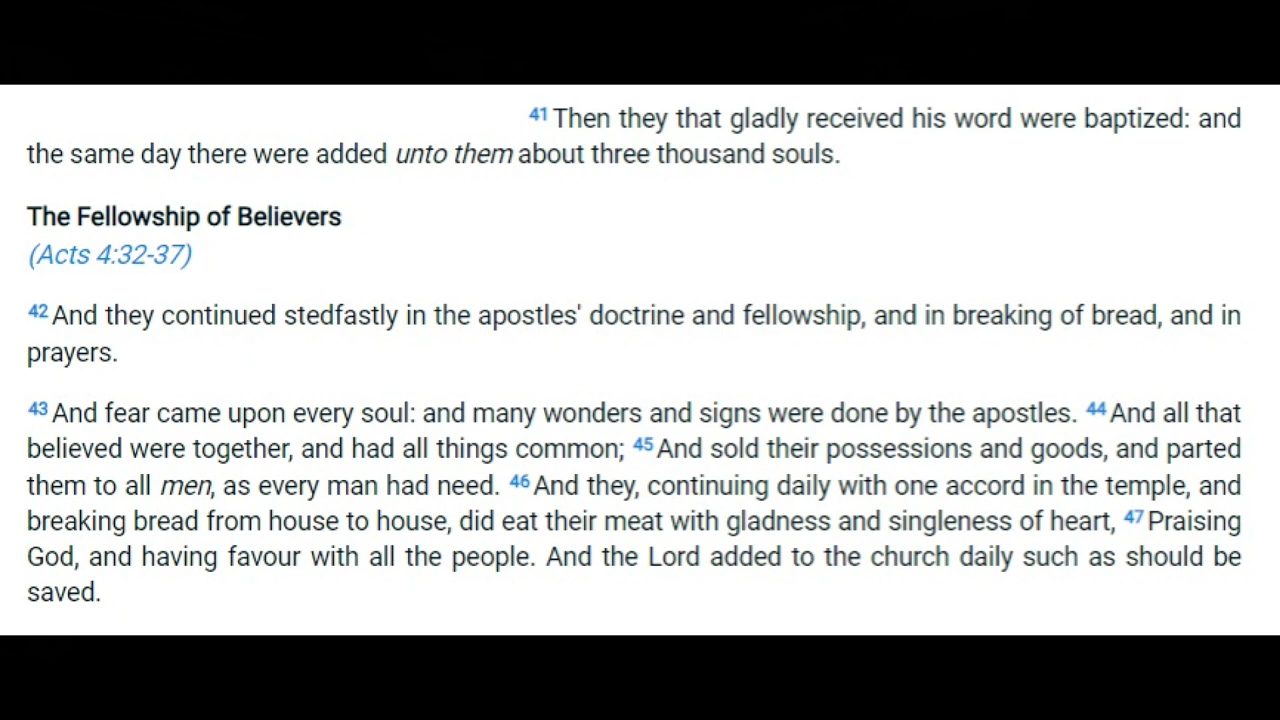 41 Then they that gladly received his word were baptized: and
the same day there were added unto them about three thousand souls.
The Fellowship of Believers
(Acts 4:32-37)
42 And they continued stedfastly in the apostles' doctrine and fellowship, and in breaking of bread, and in
prayers.
43 And fear came upon every soul: and many wonders and signs were done by the apostles. 44 And all that
believed were together, and had all things common; 45 And sold their possessions and goods, and parted
them to all men, as every man had need. 46 And they, continuing daily with one accord in the temple, and
breaking bread from house to house, did eat their meat with gladness and singleness of heart, 47 Praising
God, and having favour with all the people. And the Lord added to the church daily such as should be
saved.